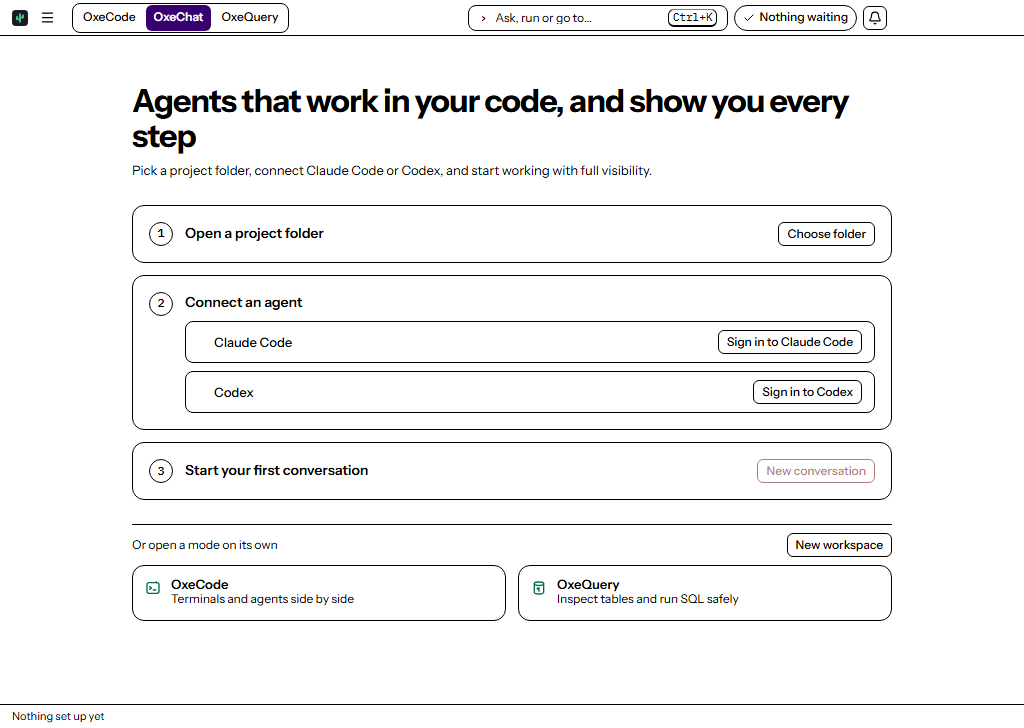 OxeCode OxeChat OxeQuery
› Ask, run or go to... Ctrl+K
Nothing waiting
Agents that work in your code, and show you every
step
Pick a project folder, connect Claude Code or Codex, and start working with full visibility.
1 Open a project folder Choose folder
2 Connect an agent
Claude Code Sign in to Claude Code
Codex Sign in to Codex
3 Start your first conversation New conversation
Or open a mode on its own New workspace
OxeCode
Terminals and agents side by side
OxeQuery
Inspect tables and run SQL safely
Nothing set up yet